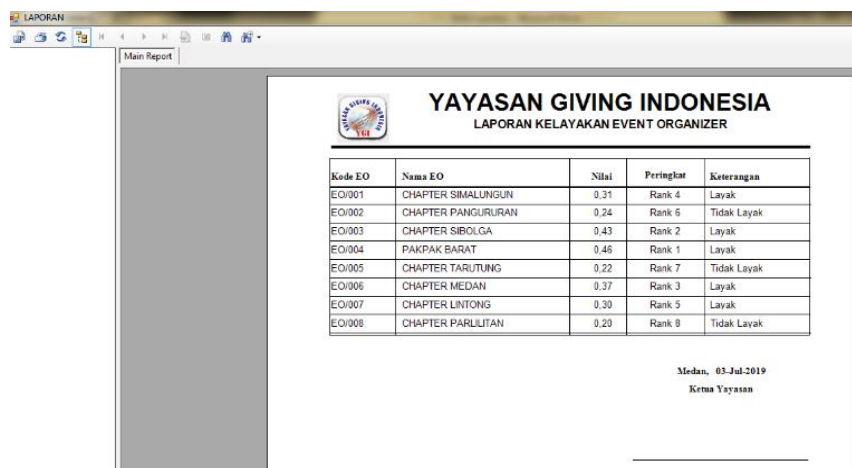 LAPORAN
Main Report
YAYASAN GIVING INDONESIA
YGI
LAPORAN KELAYAKAN EVENT ORGANIZER
Kode EO Nama EO Nilai Peringkat Keterangan
EO/001 CHAPTER SIMALUNGUN 0,31 Rank 4 Layak
EO/002 CHAPTER PANGURURAN 0,24 Rank 6 Tidak Layak
EO/003 CHAPTER SIBOLGA 0,43 Rank 2 Layak
EO/004 PAKPAK BARAT 0,46 Rank 1 Layak
EO/005 CHAPTER TARUTUNG 0,22 Rank 7 Tidak Layak
EO/006 CHAPTER MEDAN 0,37 Rank 3 Layak
EO/007 CHAPTER LINTONG 0,30 Rank 5 Layak
EO/008 CHAPTER PARLILITAN 0,20 Rank 8 Tidak Layak
Medan, 03-Jul-2019
Ketua Yayasan